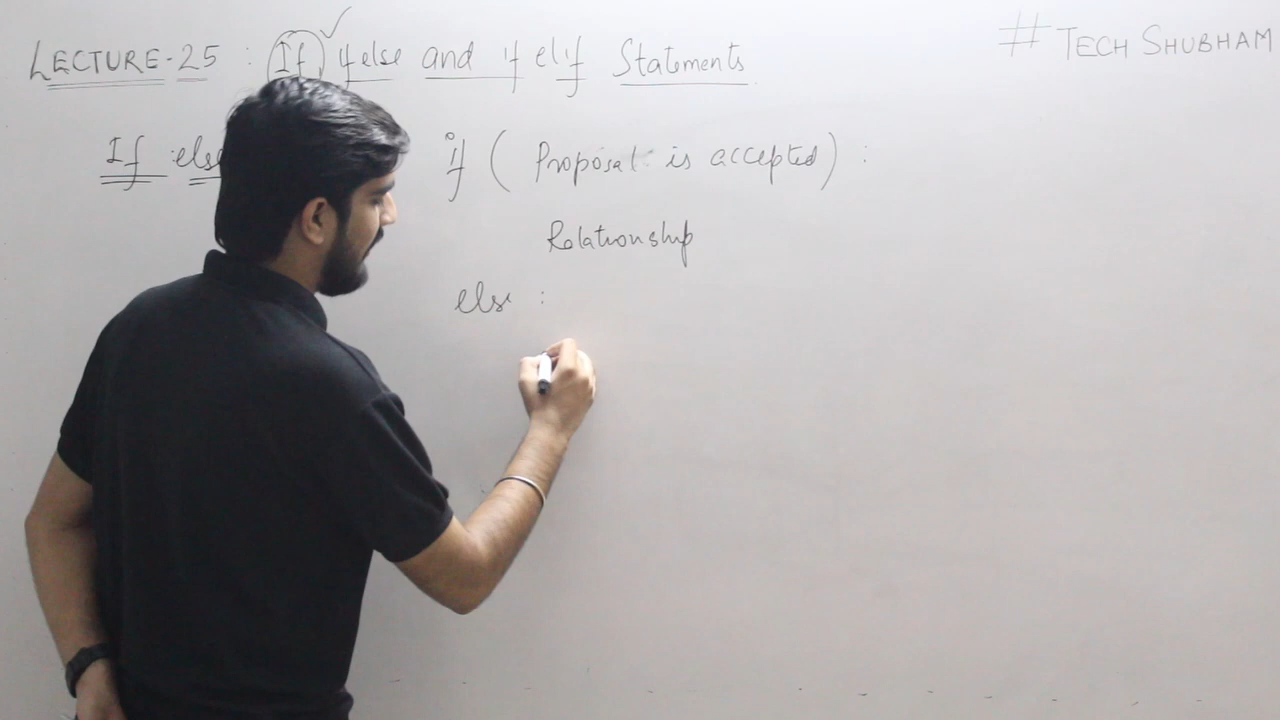 LECTURE-25 : If if else and if elif Statements
# TECH SHUBHAM
If else
if ( Proposal is accepted) :
Relationship
else :